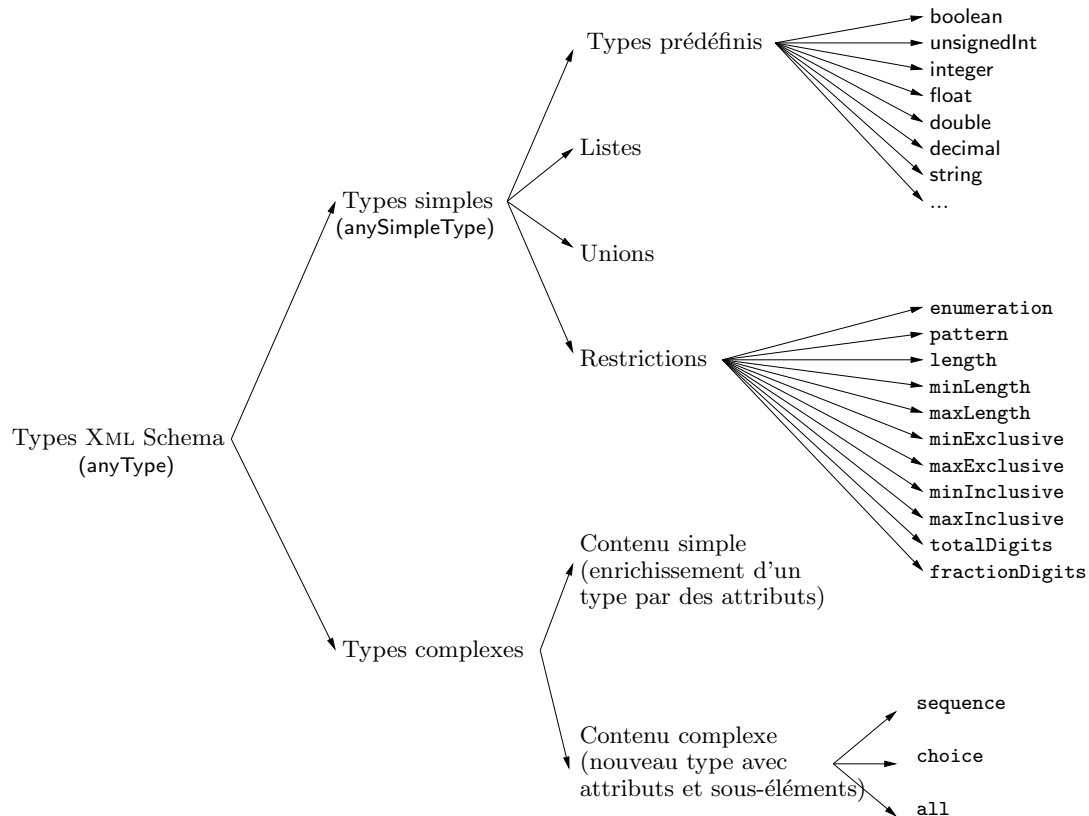 Types XML Schema
(anyType)
Types simples
(anySimpleType)
Types prédéfinis
boolean
unsignedInt
integer
float
double
decimal
string
...
Listes
Unions
Restrictions
enumeration
pattern
length
minLength
maxLength
minExclusive
maxExclusive
minInclusive
maxInclusive
totalDigits
fractionDigits
Types complexes
Contenu simple
(enrichissement d'un
type par des attributs)
Contenu complexe
(nouveau type avec
attributs et sous-éléments)
sequence
choice
all